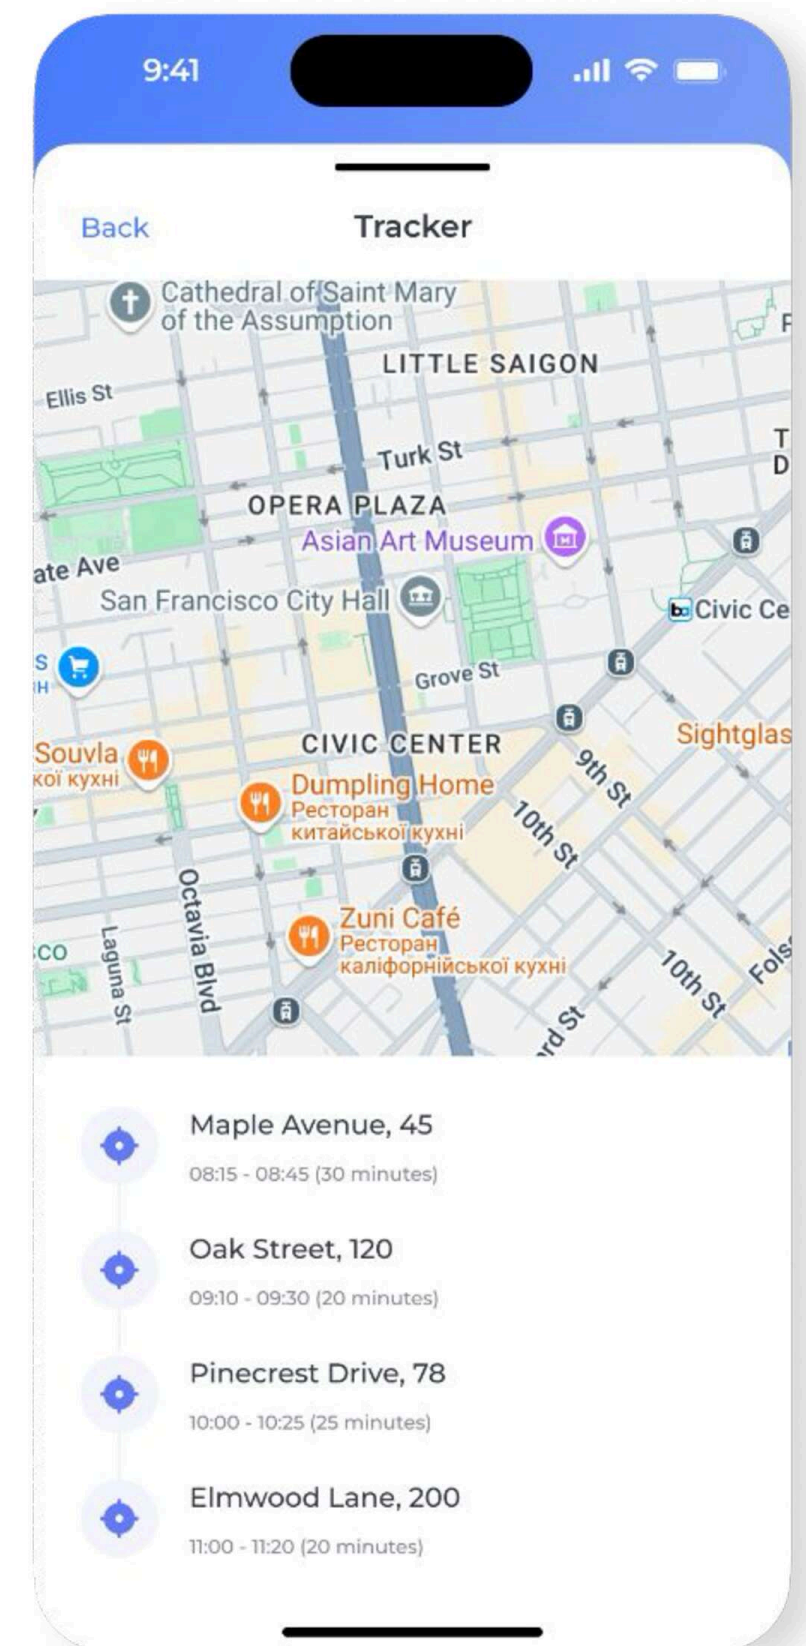 9:41
Back
Tracker
Cathedral of Saint Mary
of the Assumption
LITTLE SAIGON
Ellis St
Turk St
T
D
OPERA PLAZA
Asian Art Museum
ate Ave
San Francisco City Hall
Civic Ce
S
Grove St
CIVIC CENTER
Souvla
кої кухні
Sightglas
9th St
Dumpling Home
Ресторан
китайської кухні
10th St
Octavia Blvd
Zuni Café
Ресторан
каліфорнійської кухні
co
Laguna St
10th St
Fols
rd St
Maple Avenue, 45
08:15 - 08:45 (30 minutes)
Oak Street, 120
09:10 - 09:30 (20 minutes)
Pinecrest Drive, 78
10:00 - 10:25 (25 minutes)
Elmwood Lane, 200
11:00 - 11:20 (20 minutes)